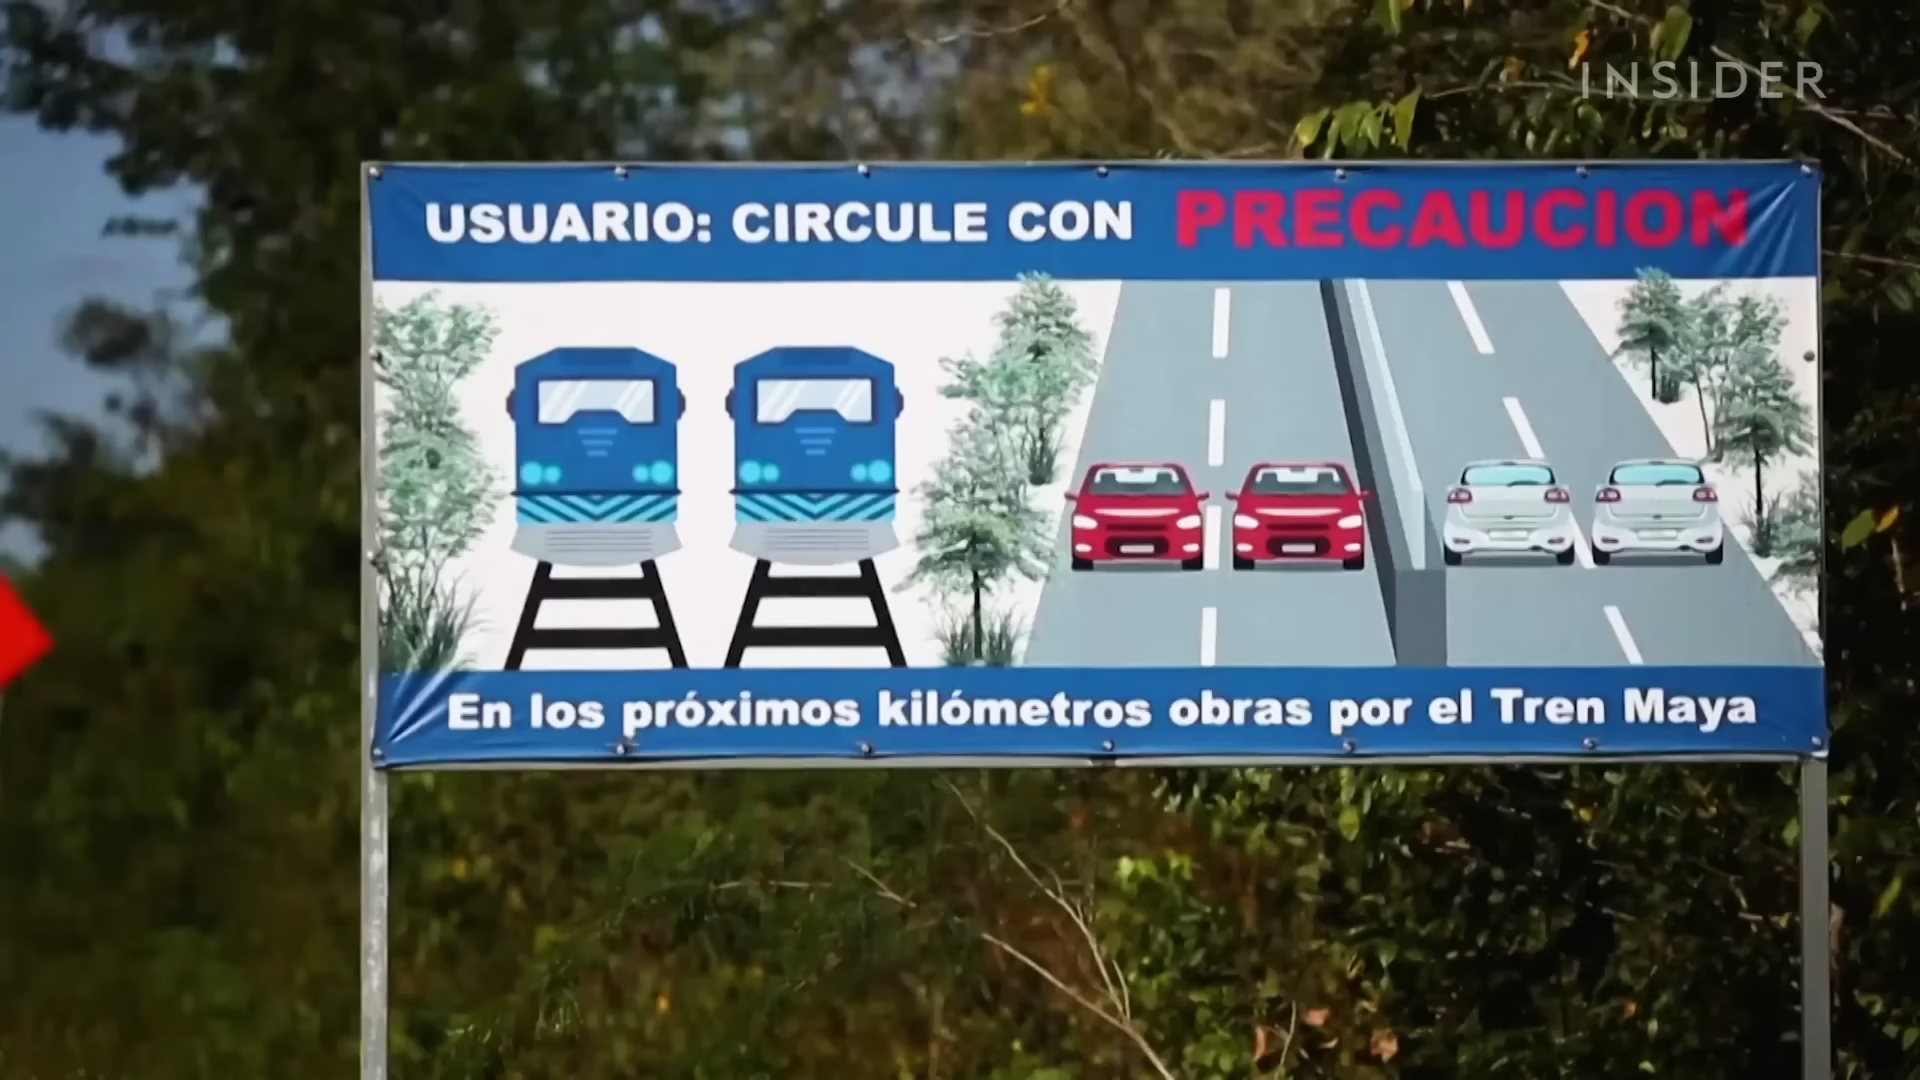 INSIDER
USUARIO: CIRCULE CON PRECAUCION
En los próximos kilómetros obras por el Tren Maya